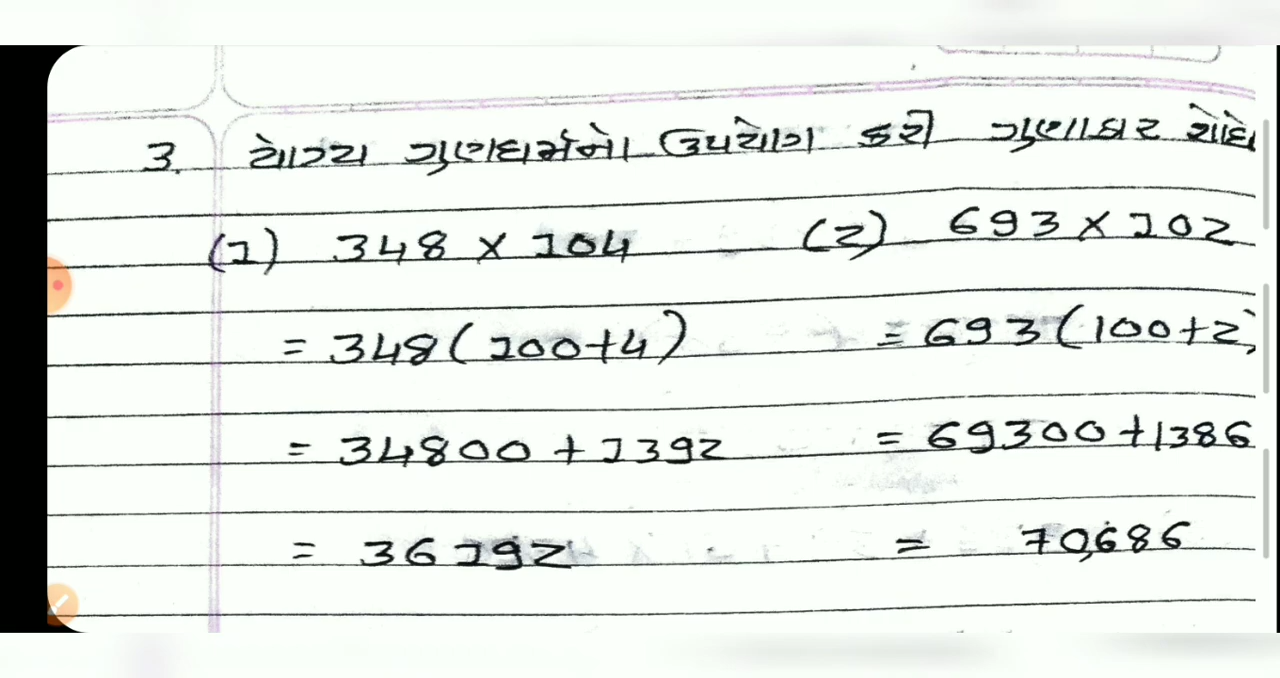 3. યોગ્ય ગુણધર્મનો ઉપયોગ કરી ગુણાકાર શોધો
(1) 348 × 104 (2) 693 × 102
= 348 (100+4) = 693 (100+2)
= 34800 + 1392 = 69300 + 1386
= 36192 = 70,686